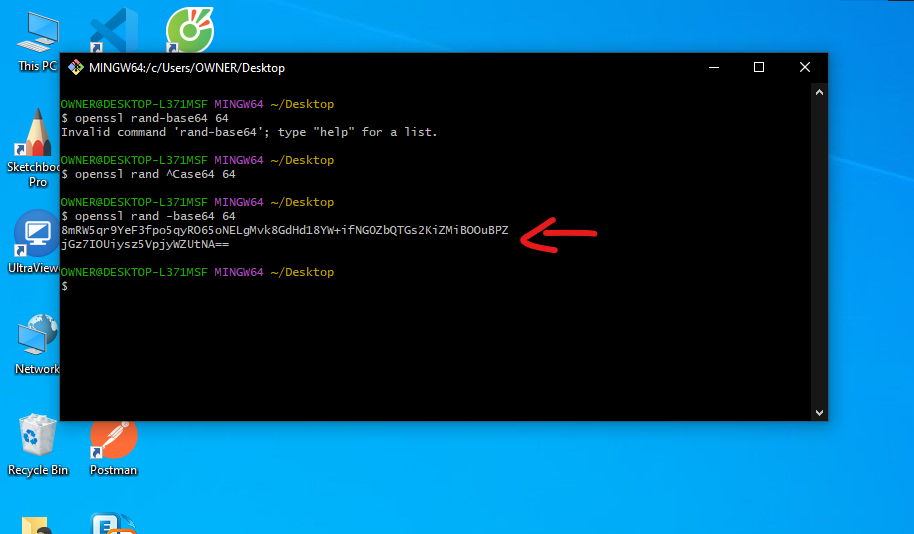 This PC
Sketchboo
Pro
UltraViewe
Network
Recycle Bin
Postman
MINGW64:/c/Users/OWNER/Desktop
OWNER@DESKTOP-L371MSF MINGW64 ~/Desktop
$ openssl rand-base64 64
Invalid command 'rand-base64'; type "help" for a list.
OWNER@DESKTOP-L371MSF MINGW64 ~/Desktop
$ openssl rand ^Case64 64
OWNER@DESKTOP-L371MSF MINGW64 ~/Desktop
$ openssl rand -base64 64
8mRW5qr9YeF3fpo5qyRO65oNELgMvk8GdHd18YW+ifNGOZbQTGs2KiZMiBOOuBPZ
jGz7IOUiysz5VpjyWZUtNA==
OWNER@DESKTOP-L371MSF MINGW64 ~/Desktop
$